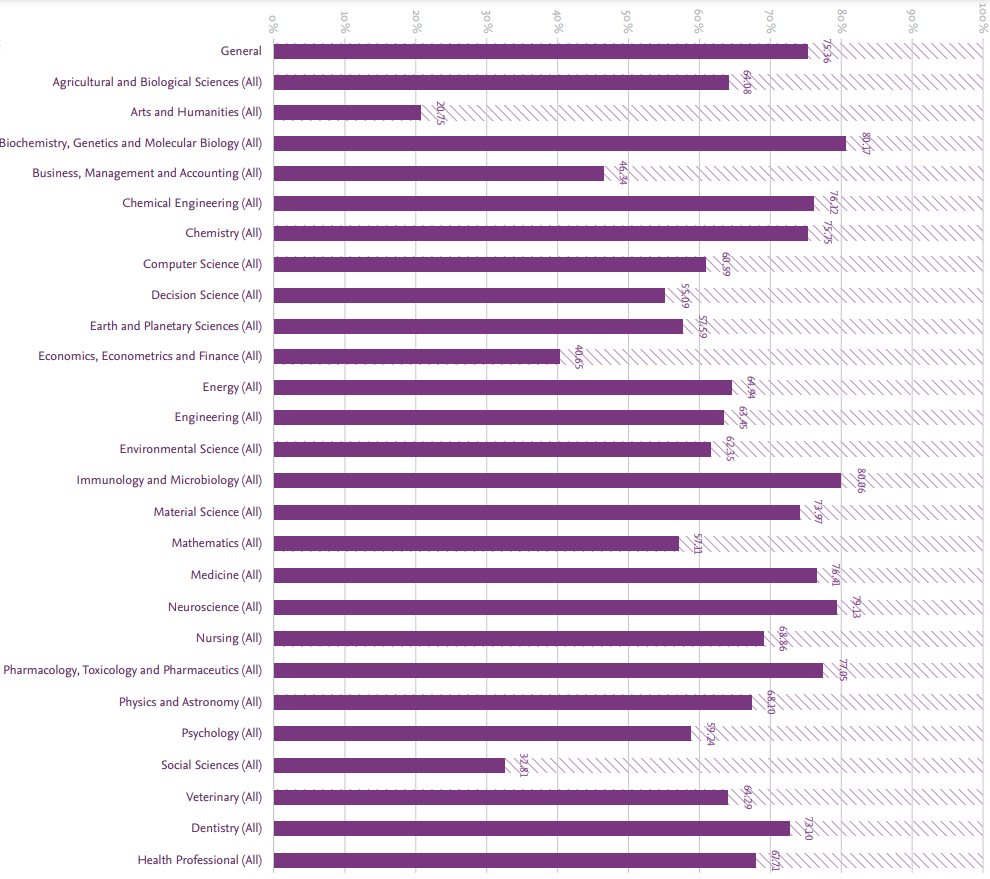 0%
10%
20%
30%
40%
50%
60%
70%
80%
90%
100%
General 75.36
Agricultural and Biological Sciences (All) 64.08
Arts and Humanities (All) 20.75
Biochemistry, Genetics and Molecular Biology (All) 80.17
Business, Management and Accounting (All) 46.34
Chemical Engineering (All) 76.12
Chemistry (All) 75.75
Computer Science (All) 60.59
Decision Science (All) 55.09
Earth and Planetary Sciences (All) 57.59
Economics, Econometrics and Finance (All) 40.65
Energy (All) 64.94
Engineering (All) 63.45
Environmental Science (All) 62.35
Immunology and Microbiology (All) 80.06
Material Science (All) 73.97
Mathematics (All) 57.11
Medicine (All) 76.41
Neuroscience (All) 79.13
Nursing (All) 68.86
Pharmacology, Toxicology and Pharmaceutics (All) 77.05
Physics and Astronomy (All) 68.10
Psychology (All) 59.24
Social Sciences (All) 32.81
Veterinary (All) 64.29
Dentistry (All) 73.10
Health Professional (All) 67.71